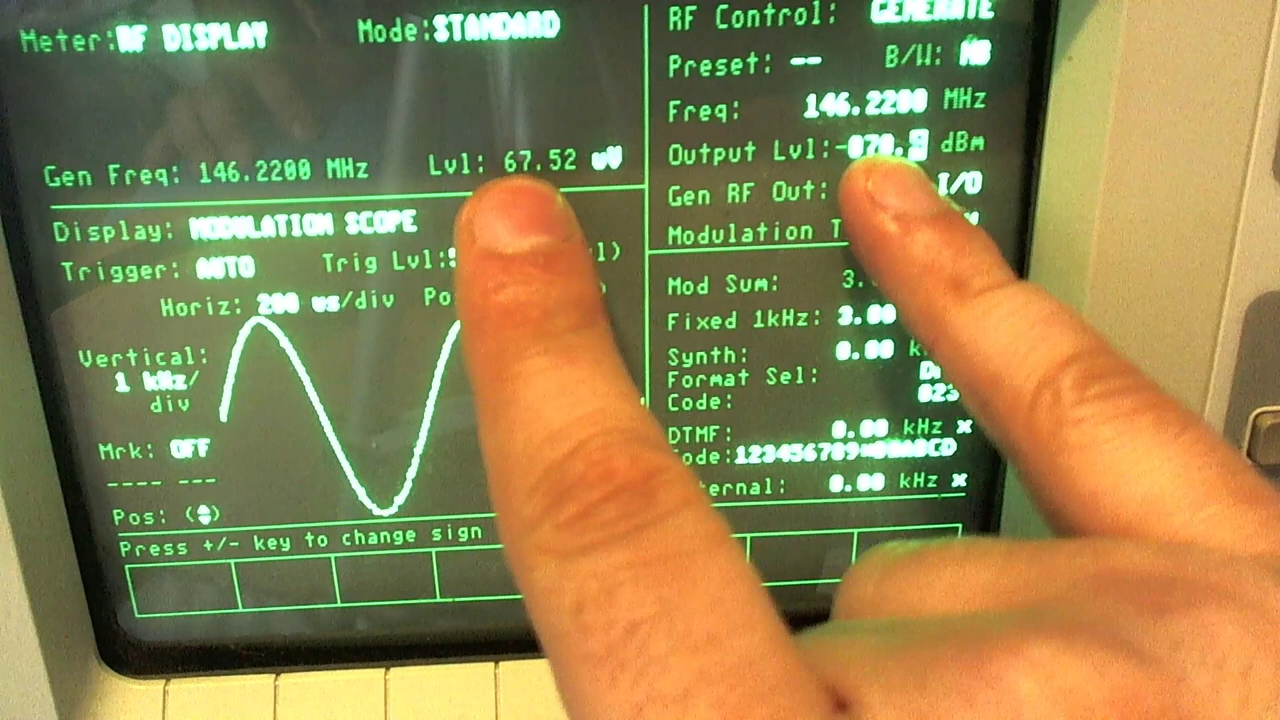 Meter: RF DISPLAY
Mode: STANDARD
Gen Freq: 146.2200 MHz
Lvl: 67.52 uV
Display: MODULATION SCOPE
Trigger: AUTO
Trig Lvl:
Horiz: 200 us/div
Vertical:
1 kHz/
div
Mrk: OFF
---- ---
Pos: ( )
Press +/- key to change sign
RF Control: GENERATE
Preset: --
B/W:
Freq: 146.2200 MHz
Output Lvl: dBm
Gen RF Out: I/O
Modulation
Mod Sum: 3.
Fixed 1kHz: 3.00
Synth: 0.00
Format Sel:
Code: 023
DTMF: 0.00 kHz x
0.00 kHz x